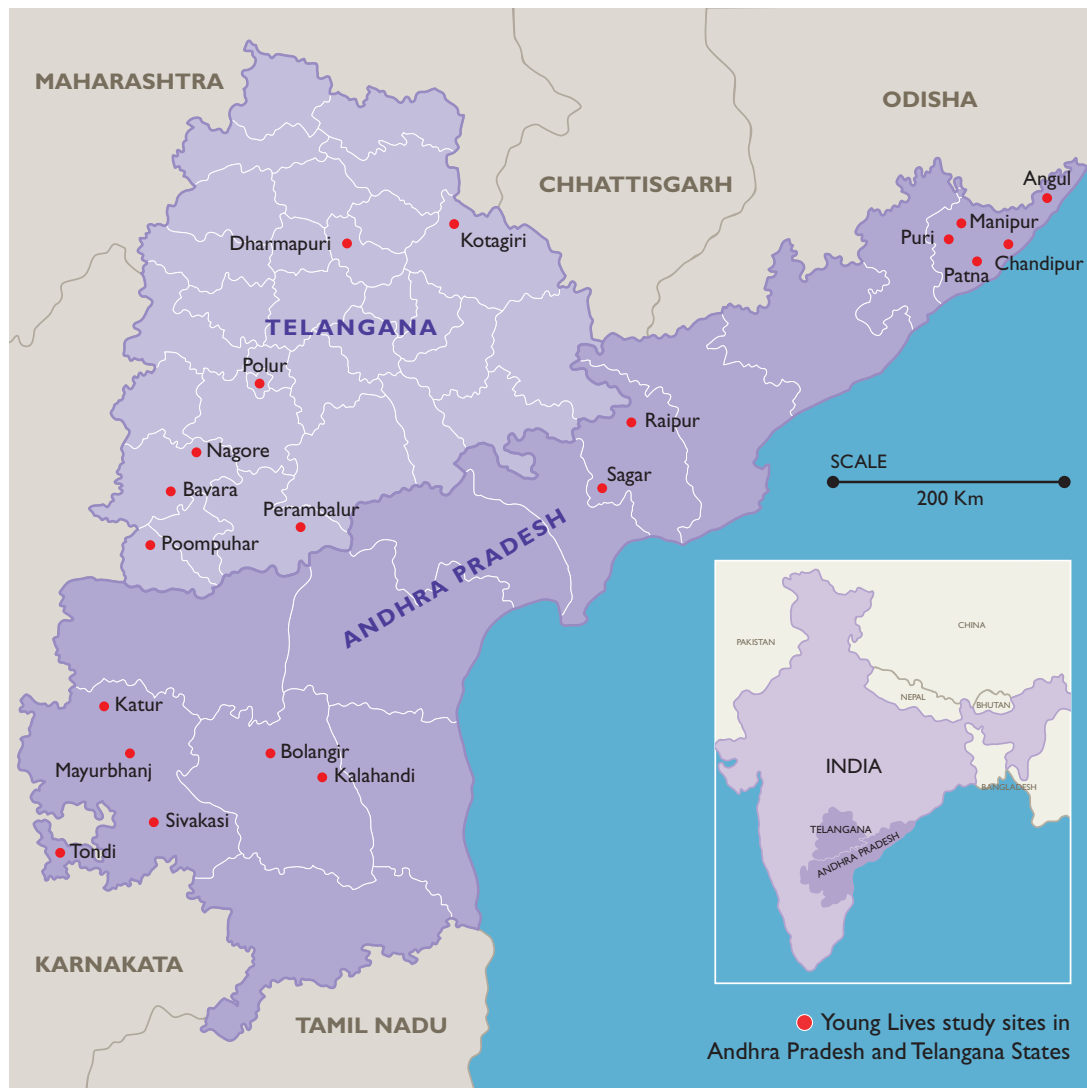 MAHARASHTRA
ODISHA
CHHATTISGARH
Angul
Manipur
Puri
Chandipur
Patna
Dharmapuri
Kotagiri
TELANGANA
Polur
Raipur
Nagore
Sagar
SCALE
200 Km
Bavara
Perambalur
Poompuhar
ANDHRA PRADESH
Katur
Mayurbhanj
Bolangir
Kalahandi
Sivakasi
Tondi
KARNATAKA
TAMIL NADU
PAKISTAN
CHINA
NEPAL
BHUTAN
INDIA
BANGLADESH
TELANGANA
ANDHRA PRADESH
Young Lives study sites in
Andhra Pradesh and Telangana States